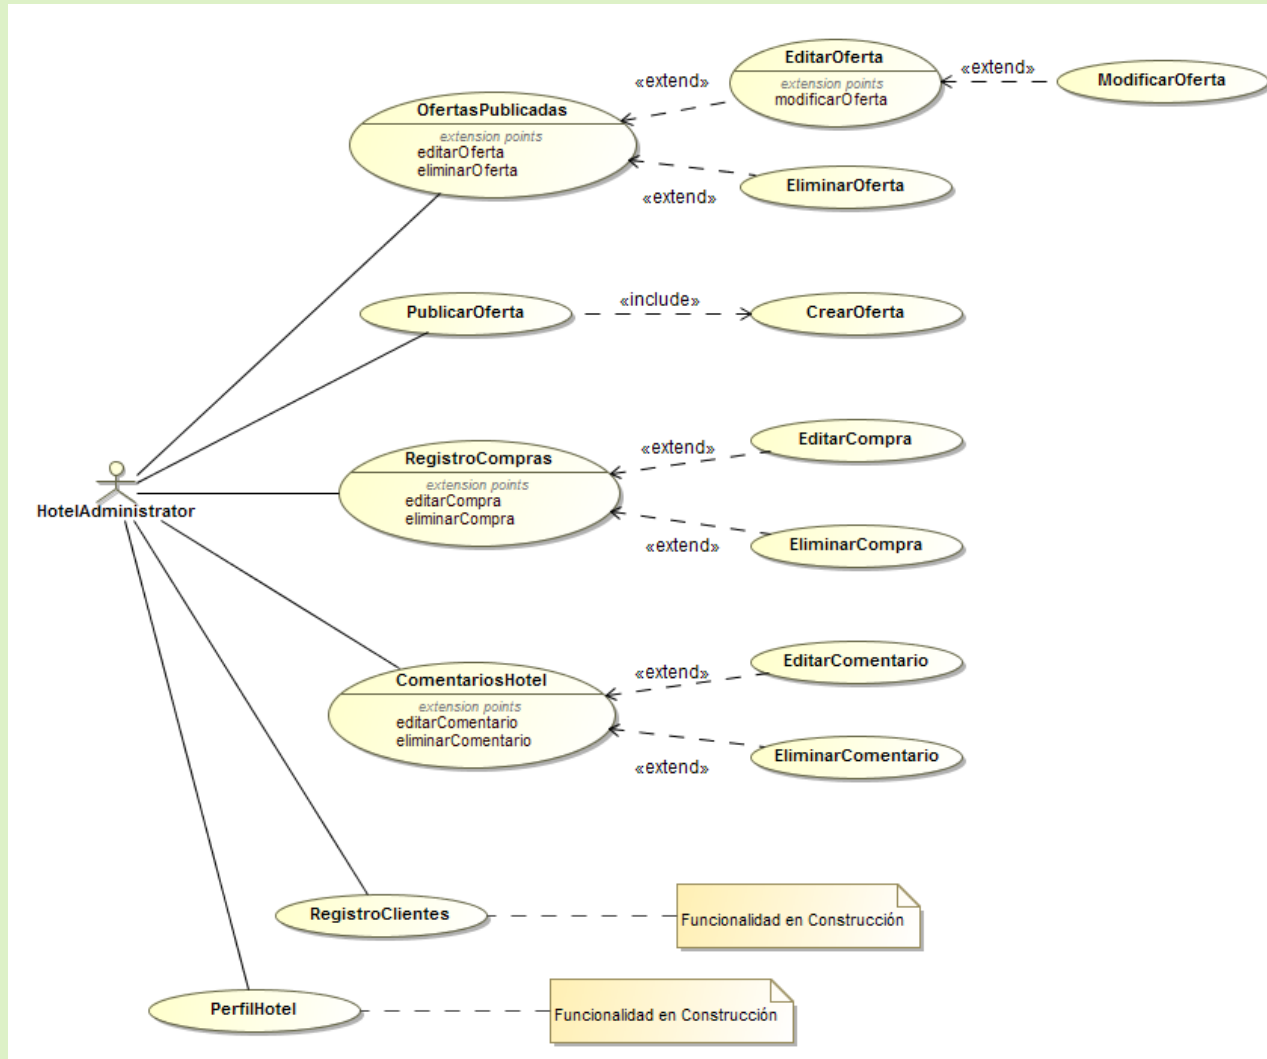 EditarOferta
extension points
modificarOferta
«extend»
ModificarOferta
«extend»
OfertasPublicadas
extension points
editarOferta
eliminarOferta
EliminarOferta
«extend»
PublicarOferta
«include»
CrearOferta
EditarCompra
«extend»
RegistroCompras
extension points
editarCompra
eliminarCompra
HotelAdministrator
EliminarCompra
«extend»
EditarComentario
«extend»
ComentariosHotel
extension points
editarComentario
eliminarComentario
EliminarComentario
«extend»
RegistroClientes
Funcionalidad en Construcción
PerfilHotel
Funcionalidad en Construcción